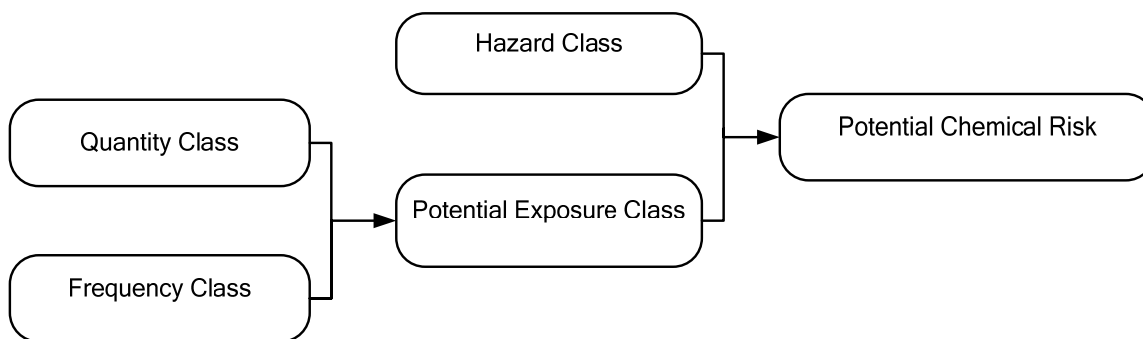 Hazard Class
Quantity Class
Potential Chemical Risk
Potential Exposure Class
Frequency Class